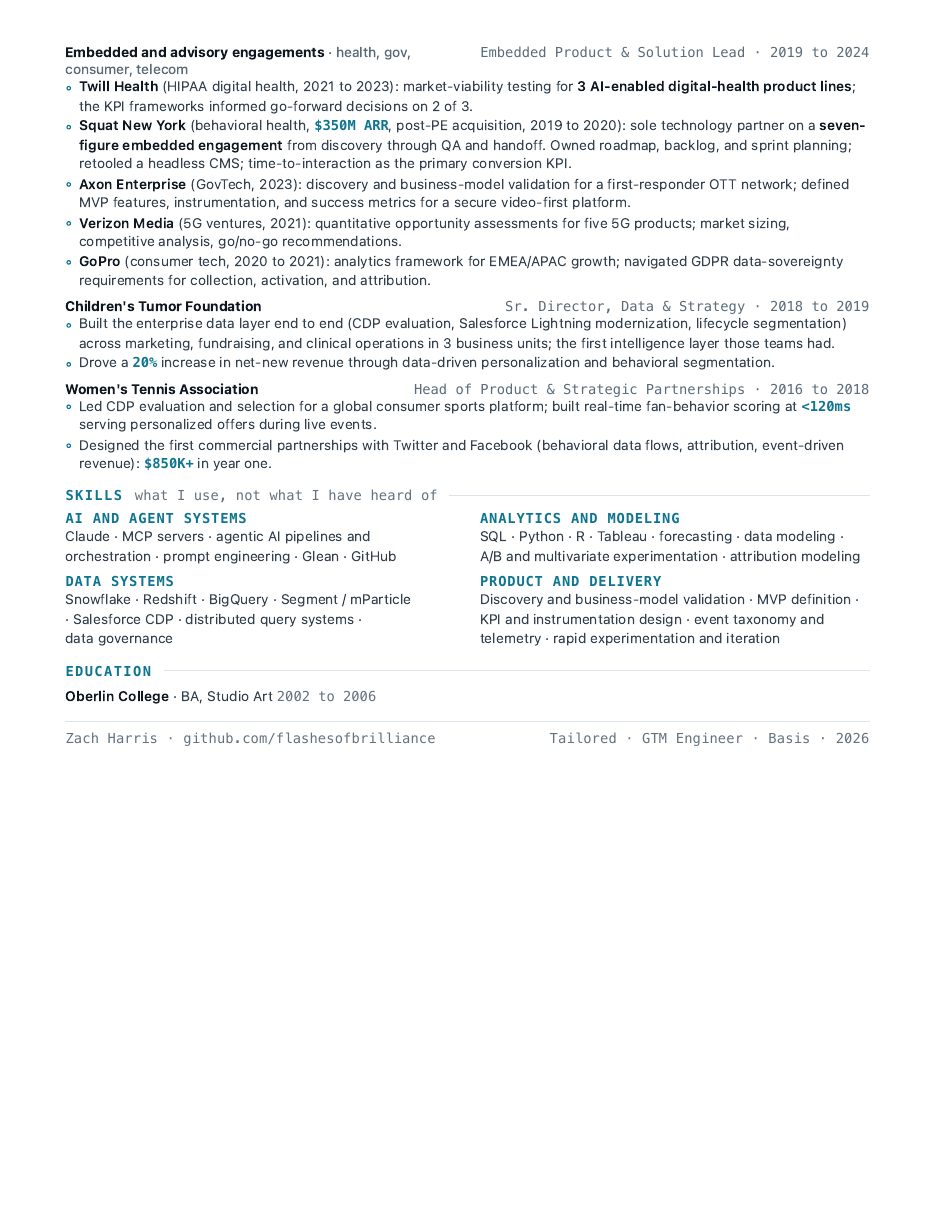 Embedded and advisory engagements · health, gov, consumer, telecom
Embedded Product & Solution Lead · 2019 to 2024
Twill Health (HIPAA digital health, 2021 to 2023): market-viability testing for 3 AI-enabled digital-health product lines;
the KPI frameworks informed go-forward decisions on 2 of 3.
Squat New York (behavioral health, $350M ARR, post-PE acquisition, 2019 to 2020): sole technology partner on a seven-
figure embedded engagement from discovery through QA and handoff. Owned roadmap, backlog, and sprint planning;
retooled a headless CMS; time-to-interaction as the primary conversion KPI.
Axon Enterprise (GovTech, 2023): discovery and business-model validation for a first-responder OTT network; defined
MVP features, instrumentation, and success metrics for a secure video-first platform.
Verizon Media (5G ventures, 2021): quantitative opportunity assessments for five 5G products; market sizing,
competitive analysis, go/no-go recommendations.
GoPro (consumer tech, 2020 to 2021): analytics framework for EMEA/APAC growth; navigated GDPR data-sovereignty
requirements for collection, activation, and attribution.
Children's Tumor Foundation
Sr. Director, Data & Strategy · 2018 to 2019
Built the enterprise data layer end to end (CDP evaluation, Salesforce Lightning modernization, lifecycle segmentation)
across marketing, fundraising, and clinical operations in 3 business units; the first intelligence layer those teams had.
Drove a 20% increase in net-new revenue through data-driven personalization and behavioral segmentation.
Women's Tennis Association
Head of Product & Strategic Partnerships · 2016 to 2018
Led CDP evaluation and selection for a global consumer sports platform; built real-time fan-behavior scoring at <120ms
serving personalized offers during live events.
Designed the first commercial partnerships with Twitter and Facebook (behavioral data flows, attribution, event-driven
revenue): $850K+ in year one.
SKILLS what I use, not what I have heard of
AI AND AGENT SYSTEMS
Claude · MCP servers · agentic AI pipelines and
orchestration · prompt engineering · Glean · GitHub
ANALYTICS AND MODELING
SQL · Python · R · Tableau · forecasting · data modeling ·
A/B and multivariate experimentation · attribution modeling
DATA SYSTEMS
Snowflake · Redshift · BigQuery · Segment / mParticle
· Salesforce CDP · distributed query systems ·
data governance
PRODUCT AND DELIVERY
Discovery and business-model validation · MVP definition ·
KPI and instrumentation design · event taxonomy and
telemetry · rapid experimentation and iteration
EDUCATION
Oberlin College · BA, Studio Art 2002 to 2006
Zach Harris · github.com/flashesofbrilliance
Tailored · GTM Engineer · Basis · 2026